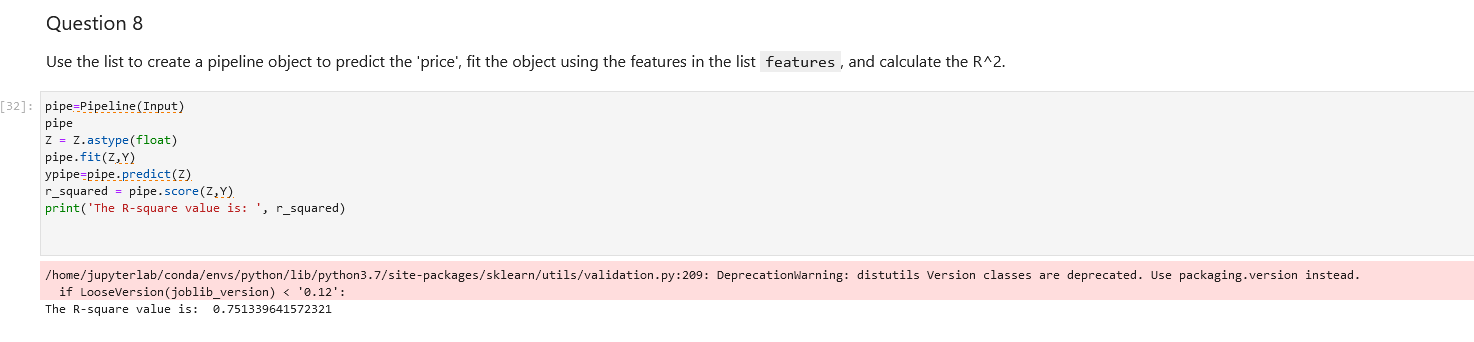 Question 8
Use the list to create a pipeline object to predict the 'price', fit the object using the features in the list features, and calculate the R^2.
[32]:
pipe=Pipeline(Input)
pipe
Z = Z.astype(float)
pipe.fit(Z,Y)
ypipe=pipe.predict(Z)
r_squared = pipe.score(Z,Y)
print('The R-square value is: ', r_squared)
/home/jupyterlab/conda/envs/python/lib/python3.7/site-packages/sklearn/utils/validation.py:209: DeprecationWarning: distutils Version classes are deprecated. Use packaging.version instead.
  if LooseVersion(joblib_version) < '0.12':
The R-square value is:  0.751339641572321